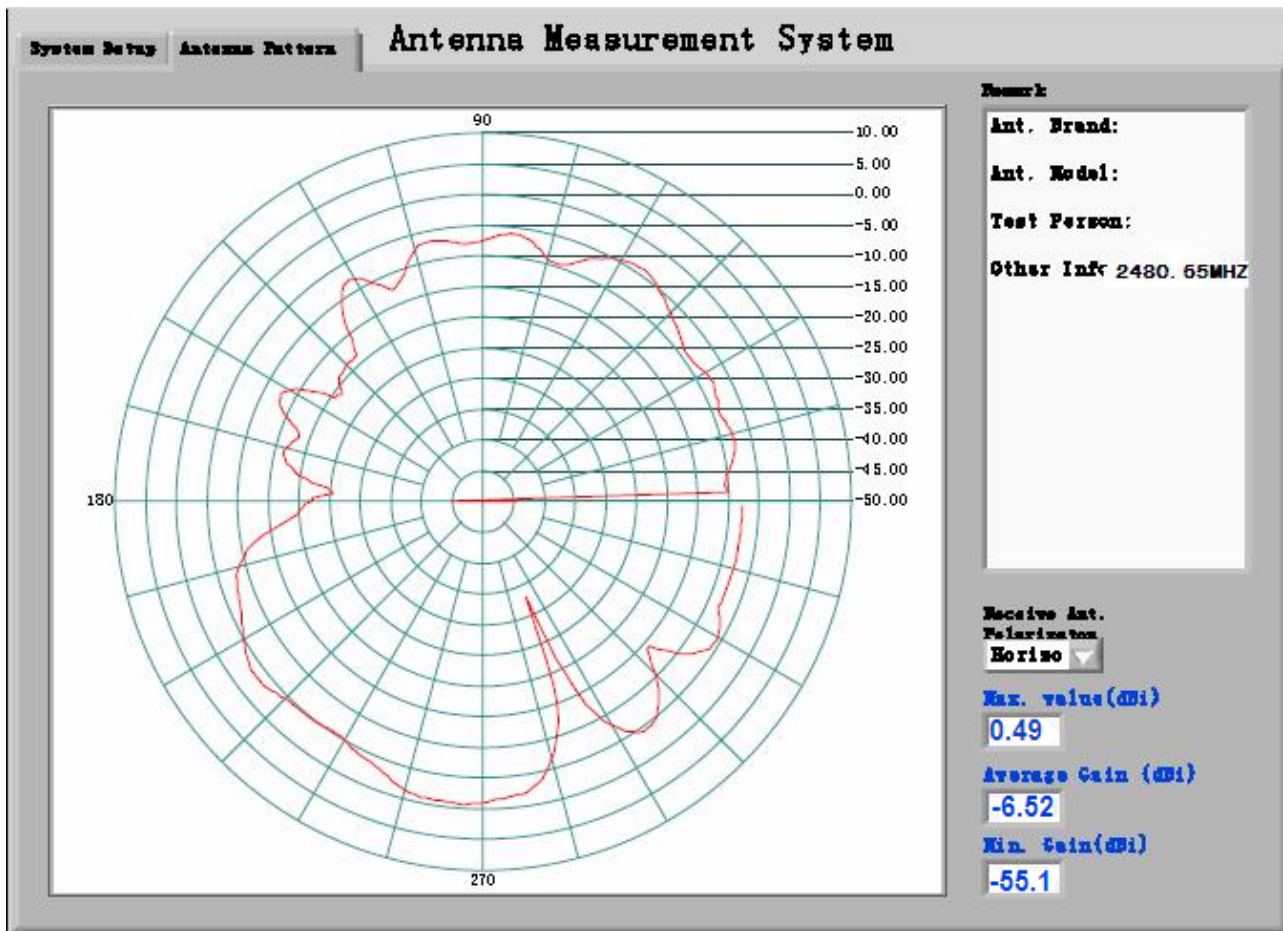 Antenna Measurement System
System Setup
Antenna Pattern
Remark
Ant. Brand:
Ant. Model:
Test Person:
Other Info 2480.65MHZ
90
10.00
5.00
0.00
-5.00
-10.00
-15.00
-20.00
-25.00
-30.00
-35.00
-40.00
-45.00
-50.00
180
270
Receive Ant.
Horizo
Max. value(dBi)
0.49
Average Gain (dBi)
-6.52
Min. Gain(dBi)
-55.1